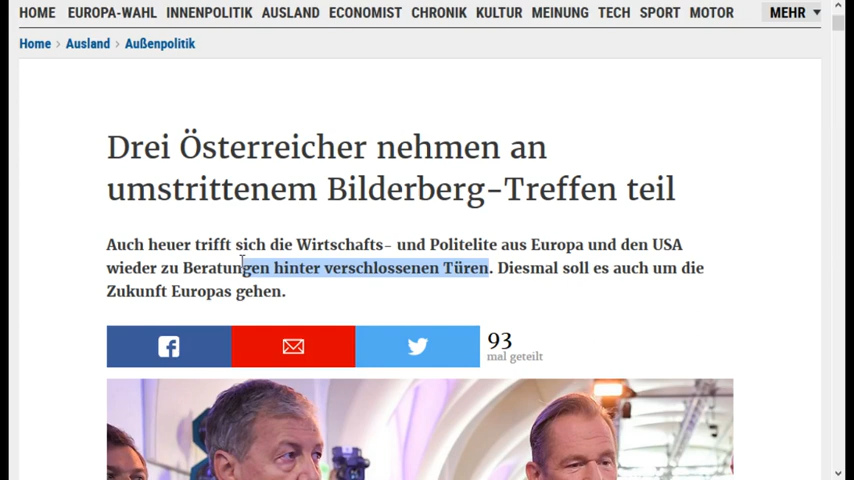 HOME EUROPA-WAHL INNENPOLITIK AUSLAND ECONOMIST CHRONIK KULTUR MEINUNG TECH SPORT MOTOR MEHR
Home › Ausland › Außenpolitik
Drei Österreicher nehmen an
umstrittenem Bilderberg-Treffen teil
Auch heuer trifft sich die Wirtschafts- und Politelite aus Europa und den USA
wieder zu Beratungen hinter verschlossenen Türen. Diesmal soll es auch um die
Zukunft Europas gehen.
93
mal geteilt